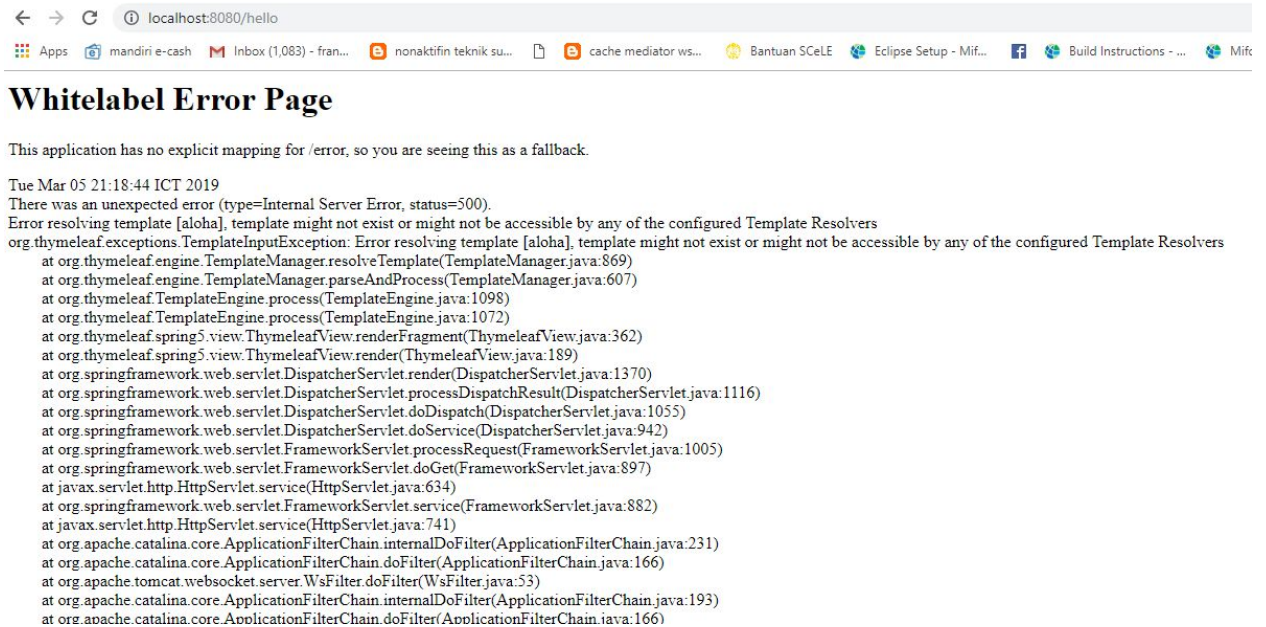 localhost:8080/hello
Apps mandiri e-cash Inbox (1,083) - fran... nonaktifin teknik su... cache mediator ws... Bantuan SCeLE Eclipse Setup - Mif... Build Instructions - ... Mifo
Whitelabel Error Page
This application has no explicit mapping for /error, so you are seeing this as a fallback.
Tue Mar 05 21:18:44 ICT 2019
There was an unexpected error (type=Internal Server Error, status=500).
Error resolving template [aloha], template might not exist or might not be accessible by any of the configured Template Resolvers
org.thymeleaf.exceptions.TemplateInputException: Error resolving template [aloha], template might not exist or might not be accessible by any of the configured Template Resolvers
at org.thymeleaf.engine.TemplateManager.resolveTemplate(TemplateManager.java:869)
at org.thymeleaf.engine.TemplateManager.parseAndProcess(TemplateManager.java:607)
at org.thymeleaf.TemplateEngine.process(TemplateEngine.java:1098)
at org.thymeleaf.TemplateEngine.process(TemplateEngine.java:1072)
at org.thymeleaf.spring5.view.ThymeleafView.renderFragment(ThymeleafView.java:362)
at org.thymeleaf.spring5.view.ThymeleafView.render(ThymeleafView.java:189)
at org.springframework.web.servlet.DispatcherServlet.render(DispatcherServlet.java:1370)
at org.springframework.web.servlet.DispatcherServlet.processDispatchResult(DispatcherServlet.java:1116)
at org.springframework.web.servlet.DispatcherServlet.doDispatch(DispatcherServlet.java:1055)
at org.springframework.web.servlet.DispatcherServlet.doService(DispatcherServlet.java:942)
at org.springframework.web.servlet.FrameworkServlet.processRequest(FrameworkServlet.java:1005)
at org.springframework.web.servlet.FrameworkServlet.doGet(FrameworkServlet.java:897)
at javax.servlet.http.HttpServlet.service(HttpServlet.java:634)
at org.springframework.web.servlet.FrameworkServlet.service(FrameworkServlet.java:882)
at javax.servlet.http.HttpServlet.service(HttpServlet.java:741)
at org.apache.catalina.core.ApplicationFilterChain.internalDoFilter(ApplicationFilterChain.java:231)
at org.apache.catalina.core.ApplicationFilterChain.doFilter(ApplicationFilterChain.java:166)
at org.apache.tomcat.websocket.server.WsFilter.doFilter(WsFilter.java:53)
at org.apache.catalina.core.ApplicationFilterChain.internalDoFilter(ApplicationFilterChain.java:193)
at org.apache.catalina.core.ApplicationFilterChain.doFilter(ApplicationFilterChain.java:166)